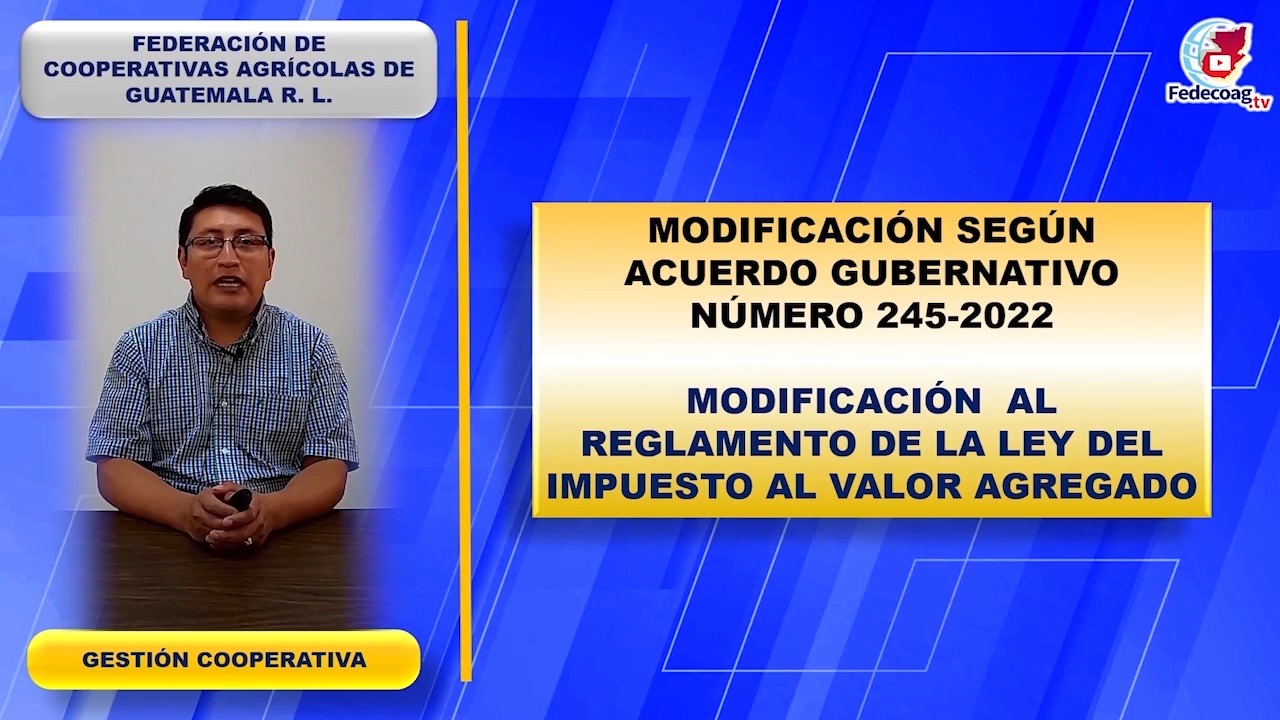 FEDERACIÓN DE
COOPERATIVAS AGRÍCOLAS DE
GUATEMALA R. L.
Fedecoag.tv
MODIFICACIÓN SEGÚN
ACUERDO GUBERNATIVO
NÚMERO 245-2022
MODIFICACIÓN AL
REGLAMENTO DE LA LEY DEL
IMPUESTO AL VALOR AGREGADO
GESTIÓN COOPERATIVA